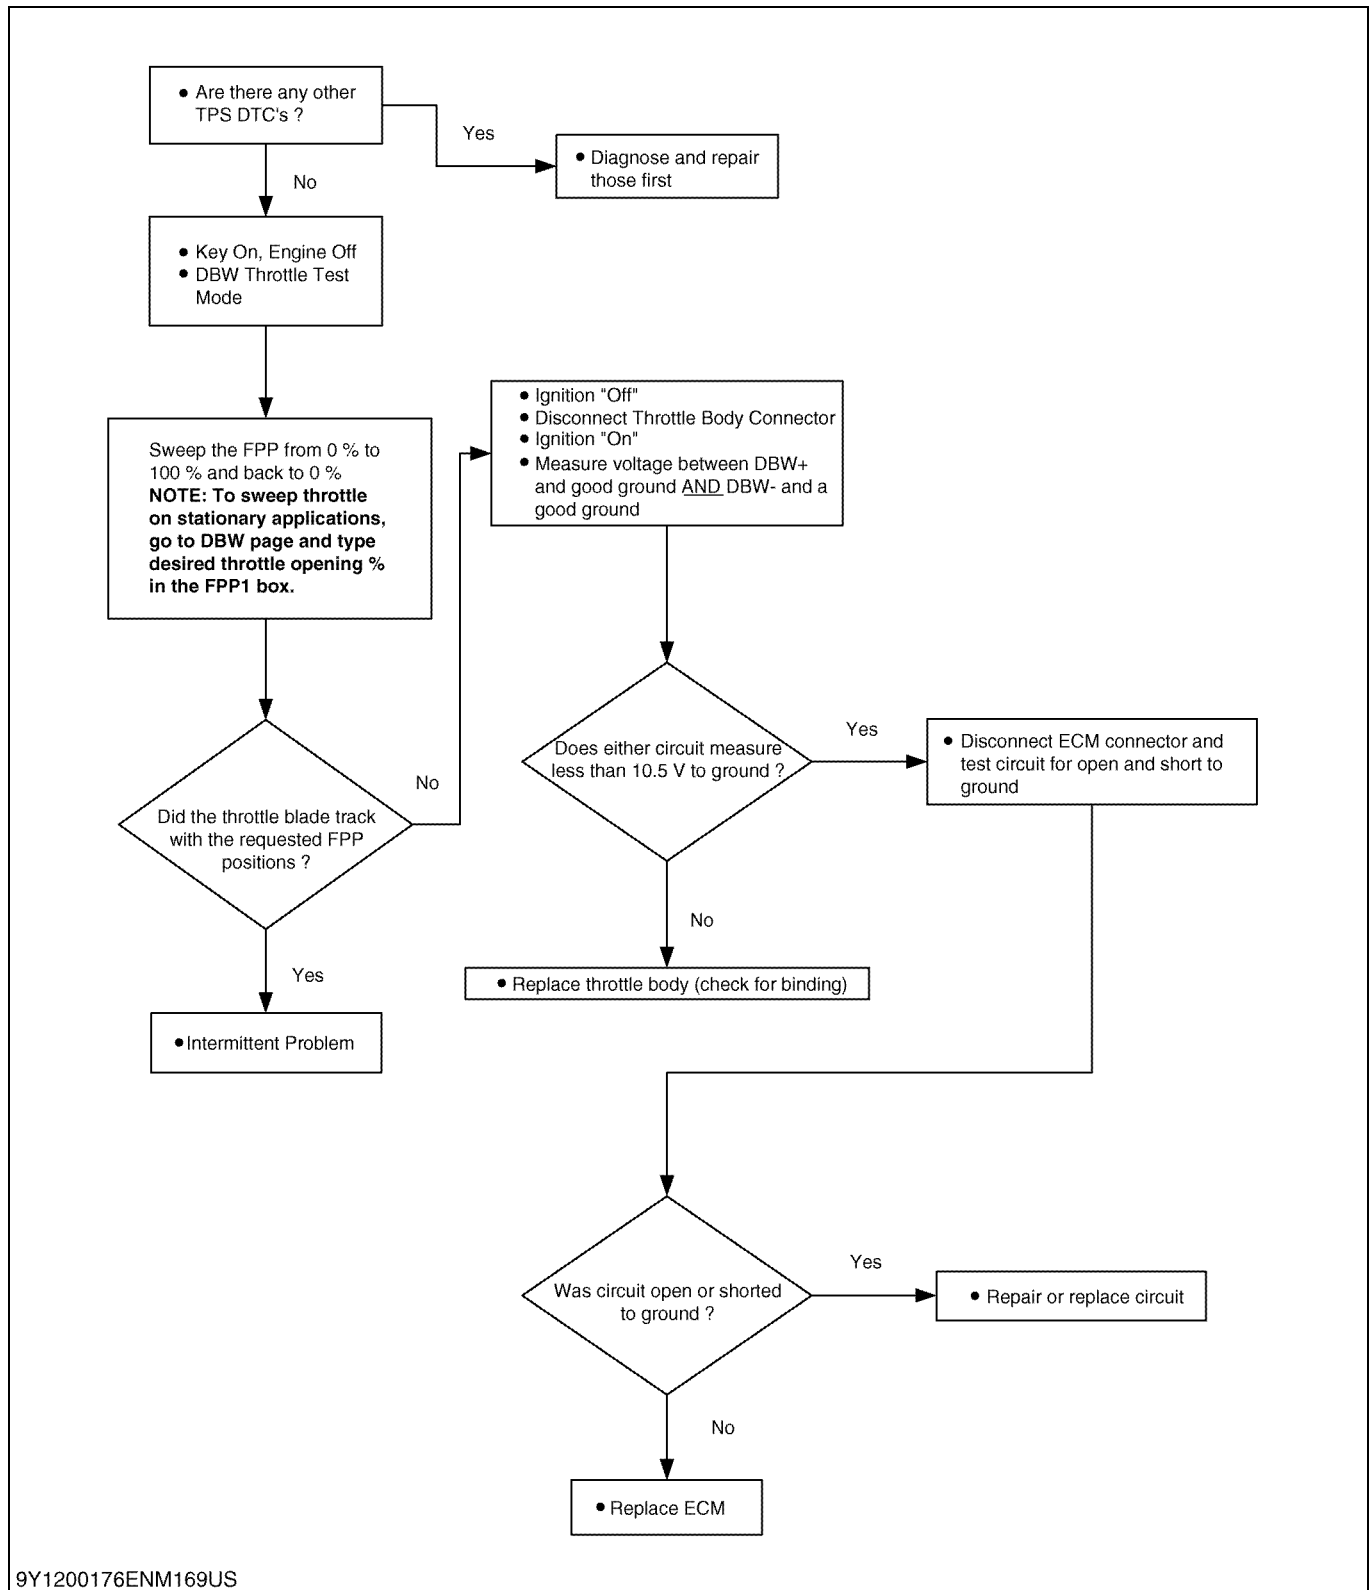 ● Are there any other
TPS DTC's ?
Yes
● Diagnose and repair
those first
No
● Key On, Engine Off
● DBW Throttle Test
Mode
Sweep the FPP from 0 % to
100 % and back to 0 %
NOTE: To sweep throttle
on stationary applications,
go to DBW page and type
desired throttle opening %
in the FPP1 box.
Did the throttle blade track
with the requested FPP
positions ?
No
Yes
● Intermittent Problem
● Ignition "Off"
● Disconnect Throttle Body Connector
● Ignition "On"
● Measure voltage between DBW+
and good ground AND DBW- and a
good ground
Does either circuit measure
less than 10.5 V to ground ?
Yes
● Disconnect ECM connector and
test circuit for open and short to
ground
No
● Replace throttle body (check for binding)
Was circuit open or shorted
to ground ?
Yes
● Repair or replace circuit
No
● Replace ECM
9Y1200176ENM169US